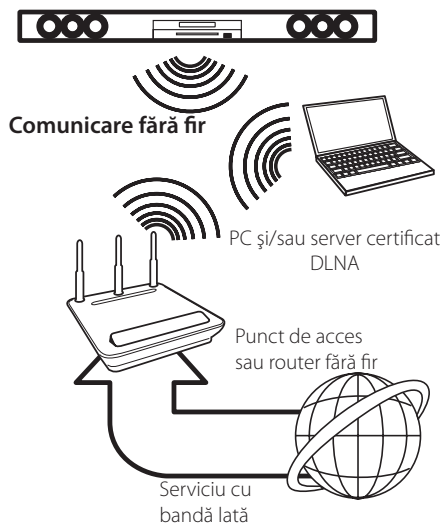 Comunicare fără fir
PC şi/sau server certificat
DLNA
Punct de acces
sau router fără fir
Serviciu cu
bandă lată